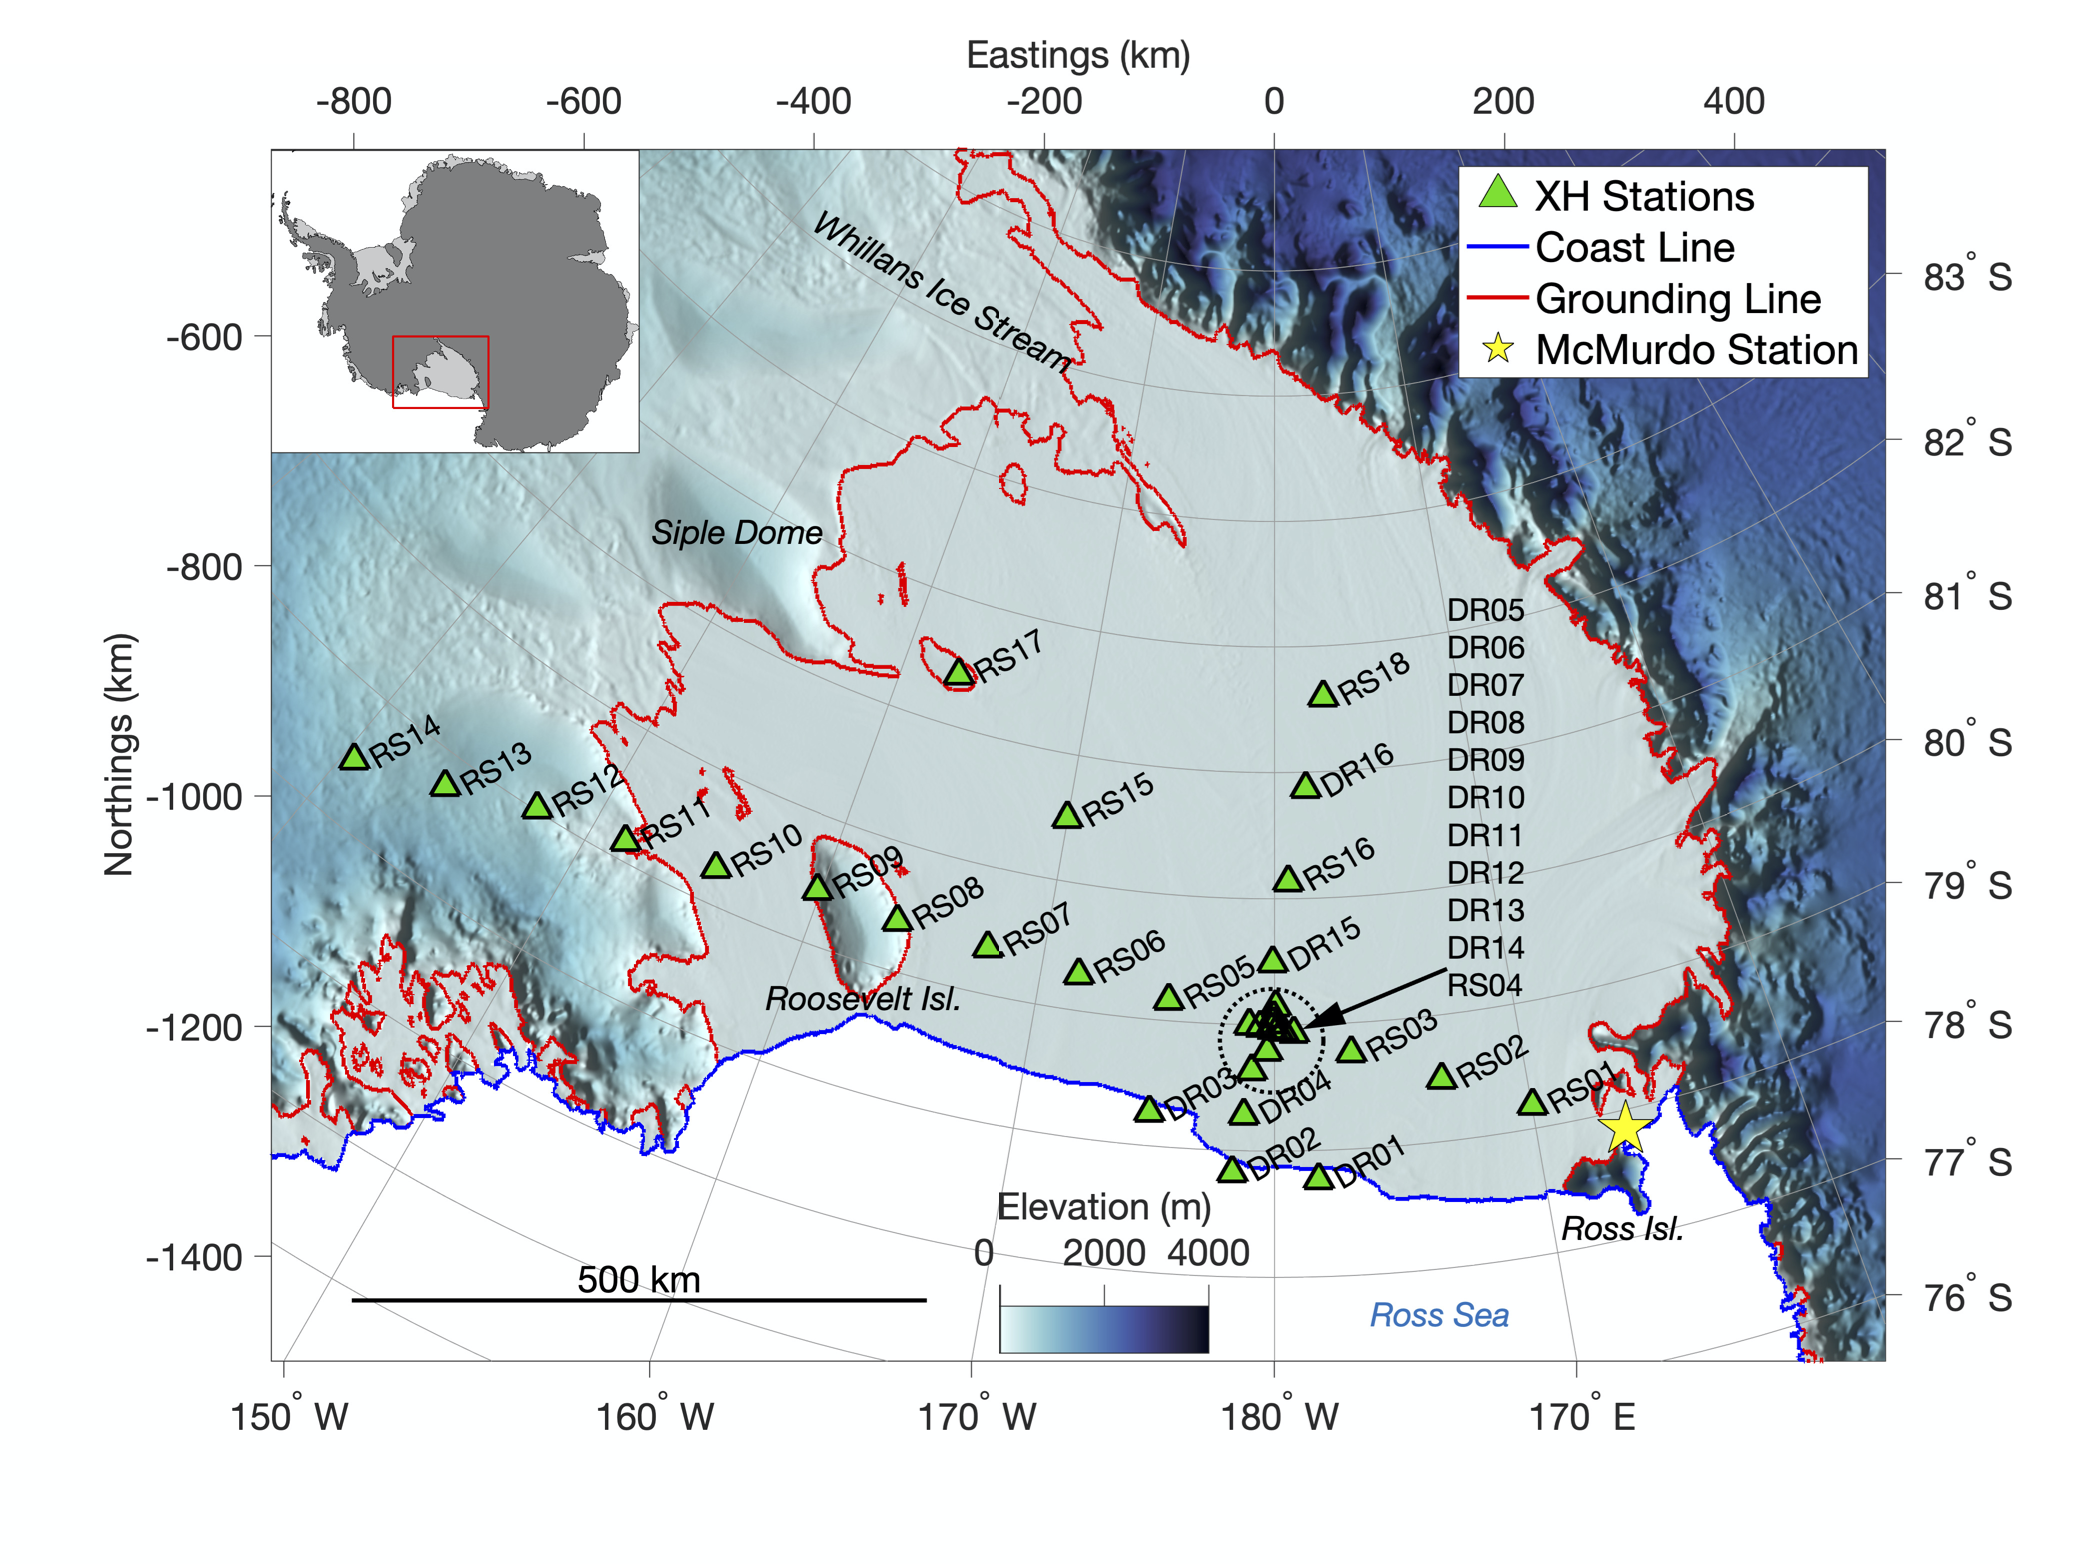 Eastings (km)
-800 -600 -400 -200 0 200 400
XH Stations
Coast Line
Grounding Line
McMurdo Station
Whillans Ice Stream
83° S
-600
82° S
Siple Dome
-800
81° S
DR05
DR06
DR07
DR08
DR09
DR10
DR11
DR12
DR13
DR14
RS04
RS17
RS18
80° S
RS14
RS13
RS12
RS11
RS10
RS09
RS08
RS07
RS06
RS05
RS15
DR16
RS16
DR15
Northings (km)
-1000
79° S
Roosevelt Isl.
-1200
78° S
RS03
RS02
RS01
DR03
DR04
DR02
DR01
77° S
Ross Isl.
Elevation (m)
0 2000 4000
-1400
500 km
Ross Sea
76° S
150° W 160° W 170° W 180° W 170° E